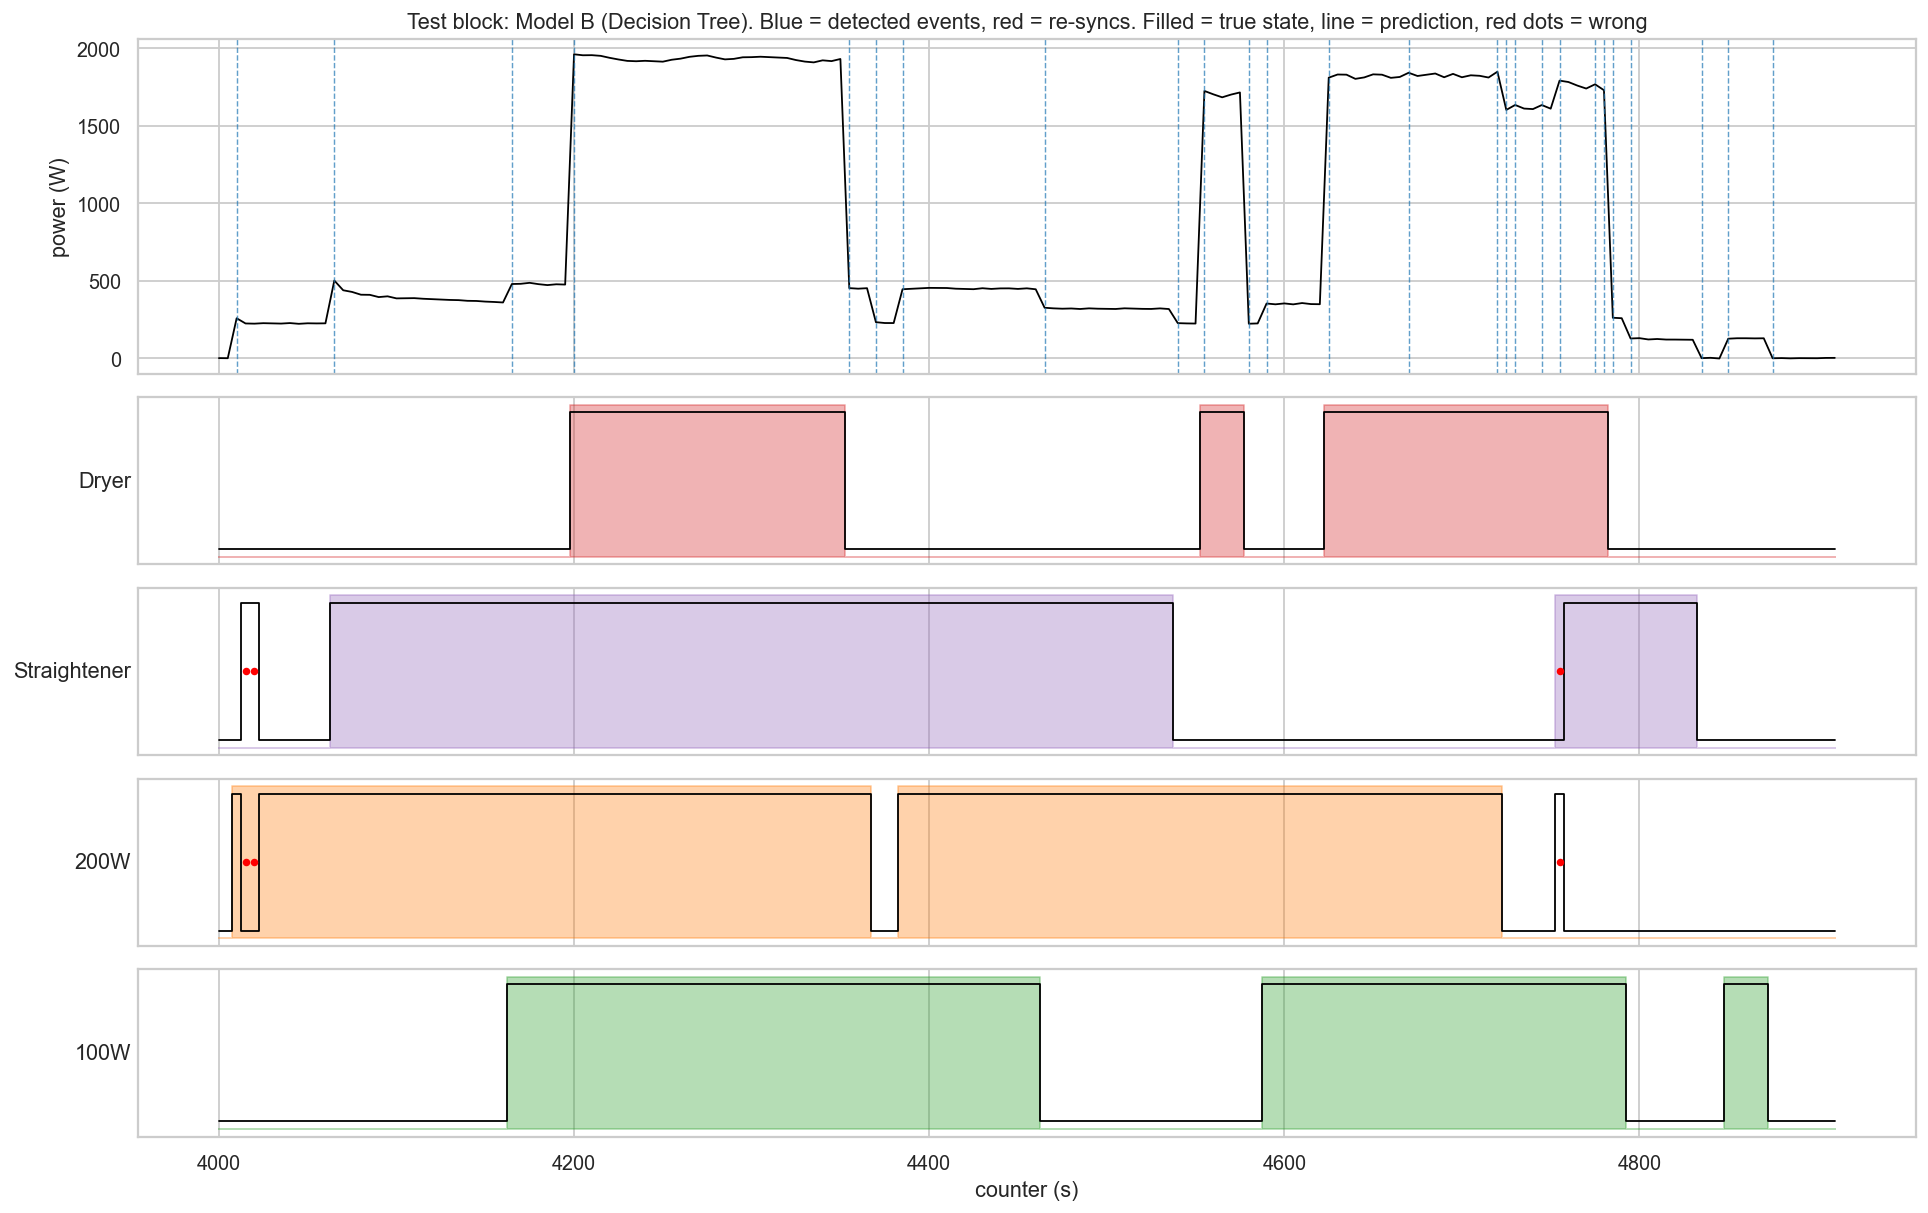 Test block: Model B (Decision Tree). Blue = detected events, red = re-syncs. Filled = true state, line = prediction, red dots = wrong
2000
1500
1000
500
0
power (W)
Dryer
Straightener
200W
100W
4000 4200 4400 4600 4800
counter (s)